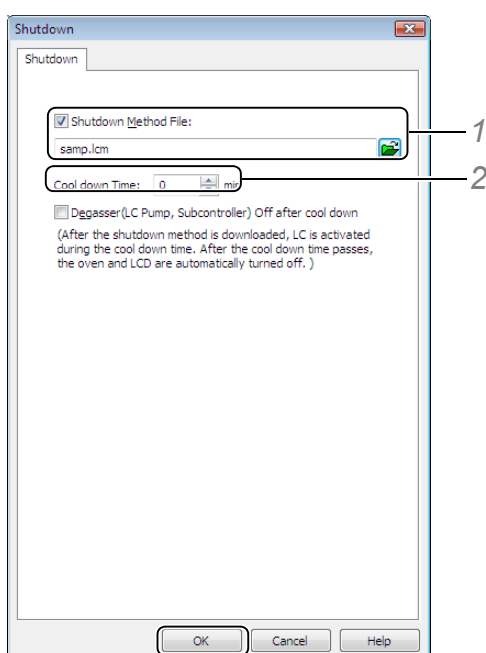 Shutdown
Shutdown
Shutdown Method File:
1
samp.lcm
2
Cool down Time: 0 min
Degasser(LC Pump, Subcontroller) Off after cool down
(After the shutdown method is downloaded, LC is activated
during the cool down time. After the cool down time passes,
the oven and LCD are automatically turned off. )
OK Cancel Help